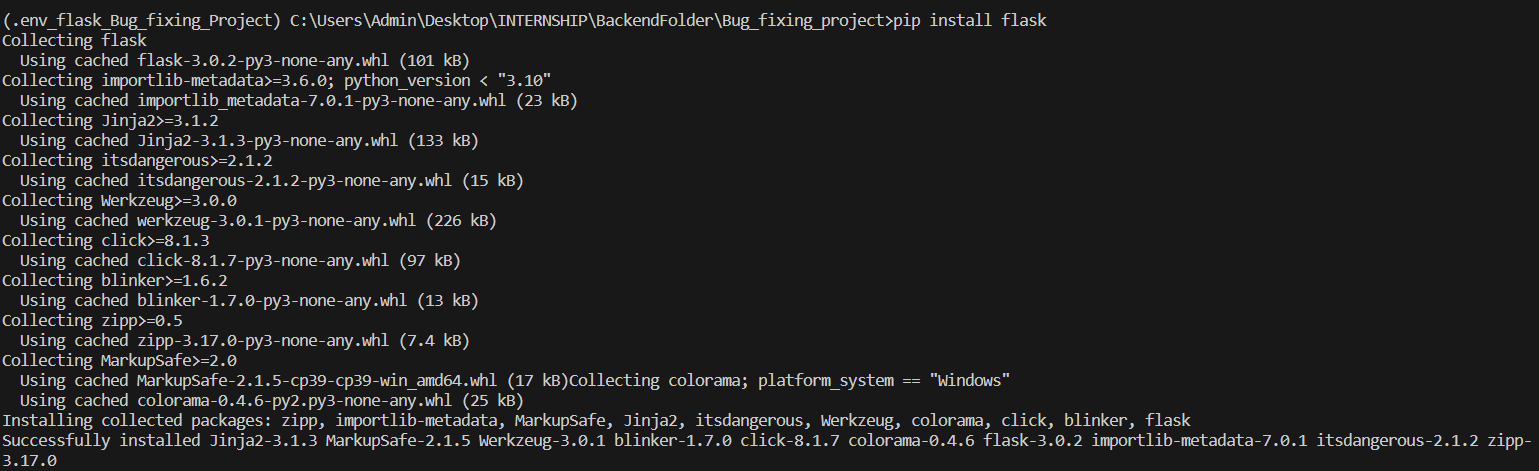 (.env_flask_Bug_fixing_Project) C:\Users\Admin\Desktop\INTERNSHIP\BackendFolder\Bug_fixing_project>pip install flask
Collecting flask
  Using cached flask-3.0.2-py3-none-any.whl (101 kB)
Collecting importlib-metadata>=3.6.0; python_version < "3.10"
  Using cached importlib_metadata-7.0.1-py3-none-any.whl (23 kB)
Collecting Jinja2>=3.1.2
  Using cached Jinja2-3.1.3-py3-none-any.whl (133 kB)
Collecting itsdangerous>=2.1.2
  Using cached itsdangerous-2.1.2-py3-none-any.whl (15 kB)
Collecting Werkzeug>=3.0.0
  Using cached werkzeug-3.0.1-py3-none-any.whl (226 kB)
Collecting click>=8.1.3
  Using cached click-8.1.7-py3-none-any.whl (97 kB)
Collecting blinker>=1.6.2
  Using cached blinker-1.7.0-py3-none-any.whl (13 kB)
Collecting zipp>=0.5
  Using cached zipp-3.17.0-py3-none-any.whl (7.4 kB)
Collecting MarkupSafe>=2.0
  Using cached MarkupSafe-2.1.5-cp39-cp39-win_amd64.whl (17 kB)Collecting colorama; platform_system == "Windows"
  Using cached colorama-0.4.6-py2.py3-none-any.whl (25 kB)
Installing collected packages: zipp, importlib-metadata, MarkupSafe, Jinja2, itsdangerous, Werkzeug, colorama, click, blinker, flask
Successfully installed Jinja2-3.1.3 MarkupSafe-2.1.5 Werkzeug-3.0.1 blinker-1.7.0 click-8.1.7 colorama-0.4.6 flask-3.0.2 importlib-metadata-7.0.1 itsdangerous-2.1.2 zipp-
3.17.0